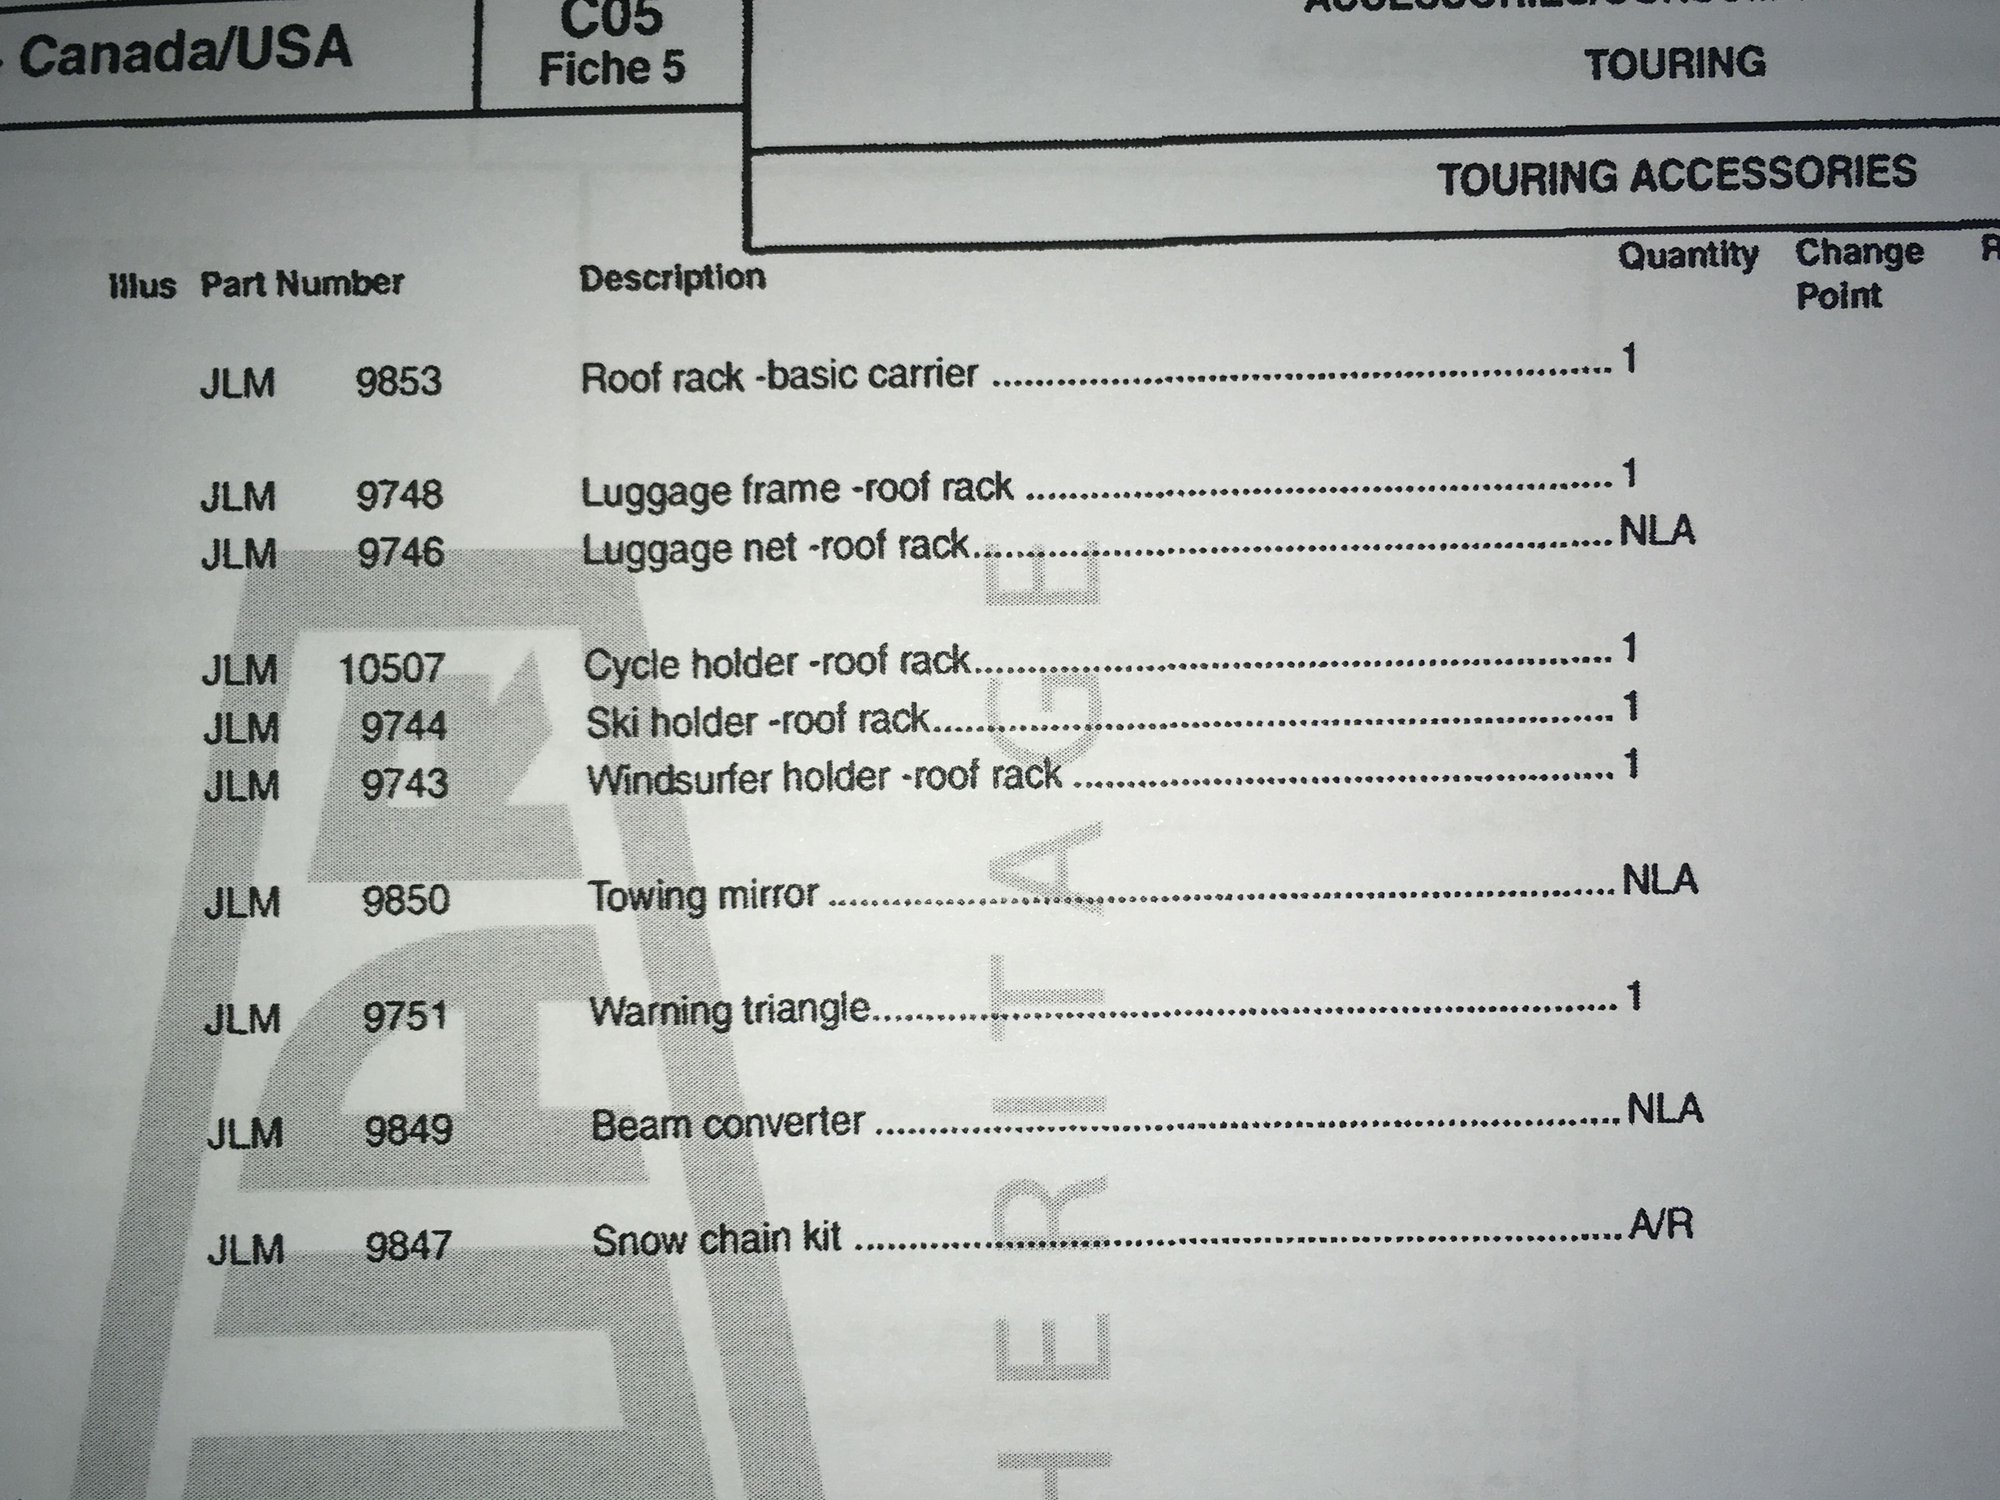 Canada/USA
C05
Fiche 5
TOURING
TOURING ACCESSORIES
Illus Part Number Description Quantity Change Point
JLM 9853 Roof rack -basic carrier 1
JLM 9748 Luggage frame -roof rack 1
JLM 9746 Luggage net -roof rack NLA
JLM 10507 Cycle holder -roof rack 1
JLM 9744 Ski holder -roof rack 1
JLM 9743 Windsurfer holder -roof rack 1
JLM 9850 Towing mirror NLA
JLM 9751 Warning triangle 1
JLM 9849 Beam converter NLA
JLM 9847 Snow chain kit A/R
HERITAGE